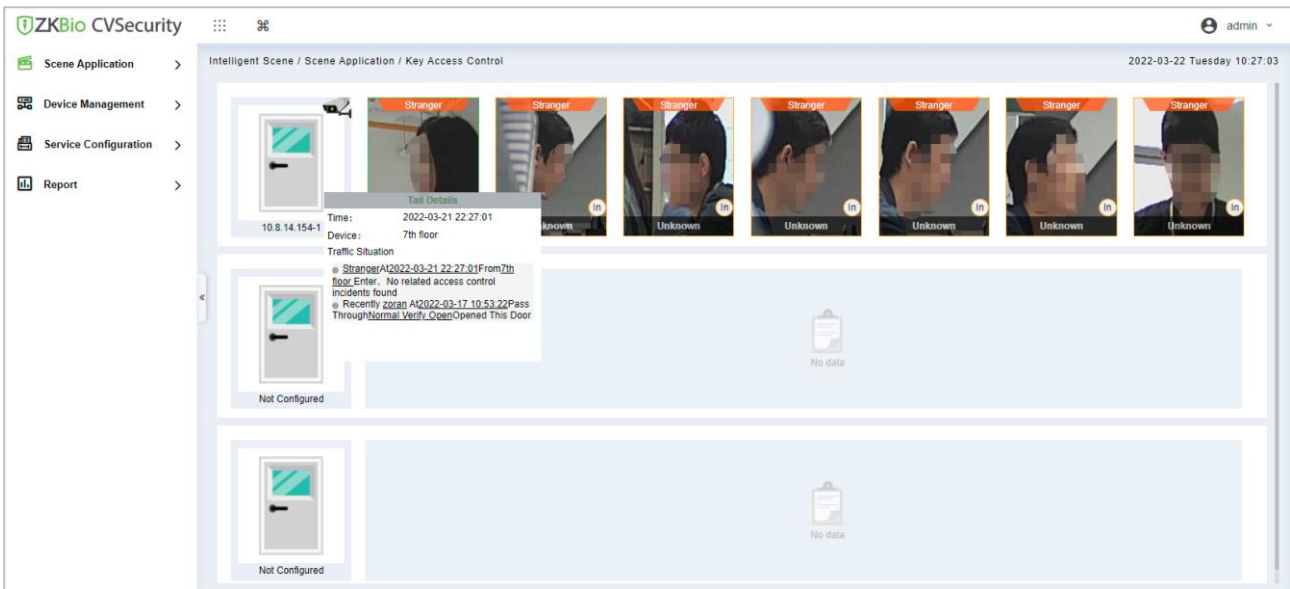 ZKBio CVSecurity
admin
Scene Application
Device Management
Service Configuration
Report
Intelligent Scene / Scene Application / Key Access Control
2022-03-22 Tuesday 10:27:03
Stranger Stranger Stranger Stranger Stranger Stranger Stranger
In In In In In In
10.8.14.154-1
known Unknown Unknown Unknown Unknown Unknown
Tail Details
Time: 2022-03-21 22:27:01
Device: 7th floor
Traffic Situation
StrangerAt2022-03-21 22:27:01From7th
floor Enter, No related access control
incidents found
Recently zoran At2022-03-17 10:53:22Pass
ThroughNormal Verify OpenOpened This Door
Not Configured
No data
Not Configured
No data